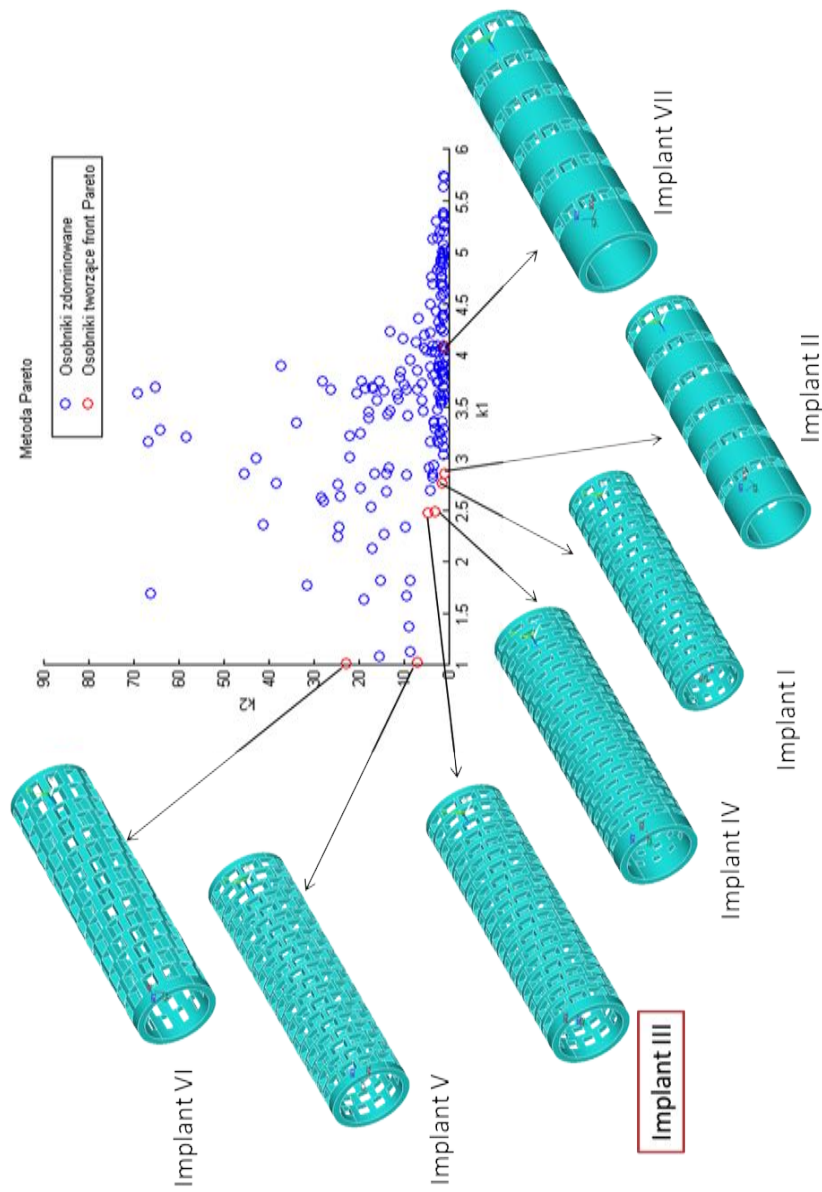 Metoda Pareto
Osobniki zdominowane
Osobniki tworzące front Pareto
90
80
70
60
50
40
30
20
10
0
k2
1
1.5
2
2.5
3
3.5
4
4.5
5
5.5
6
k1
Implant VI
Implant V
Implant III
Implant IV
Implant I
Implant II
Implant VII